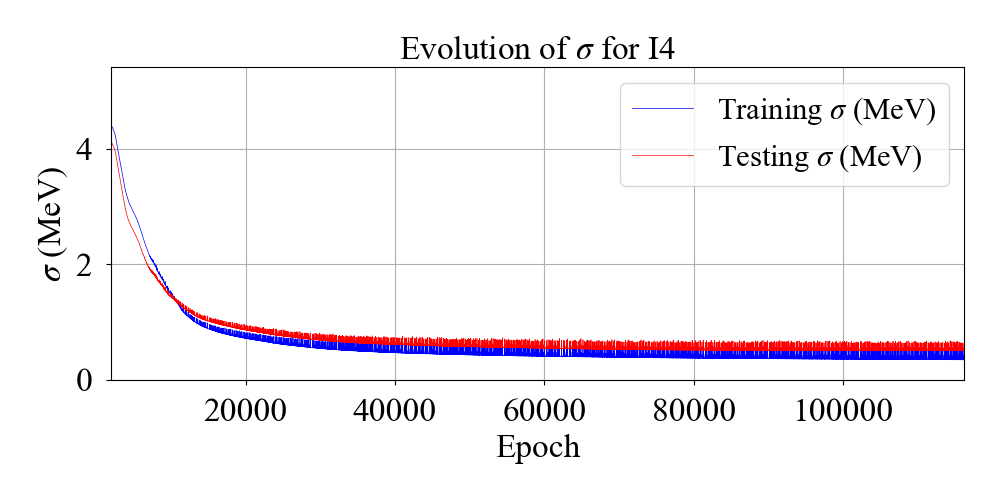 Evolution of σ for I4
Training σ (MeV)
Testing σ (MeV)
σ (MeV)
4
2
0
20000 40000 60000 80000 100000
Epoch